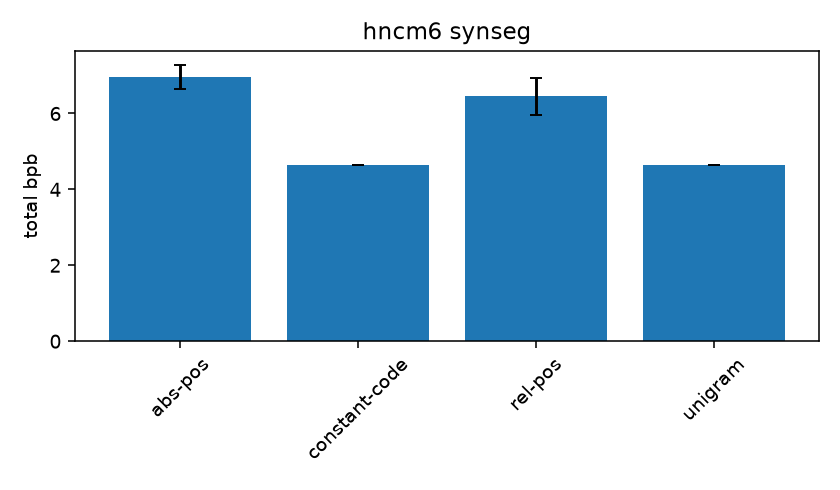 hncm6 synseg
total bpb
6
4
2
0
abs-pos
constant-code
rel-pos
unigram